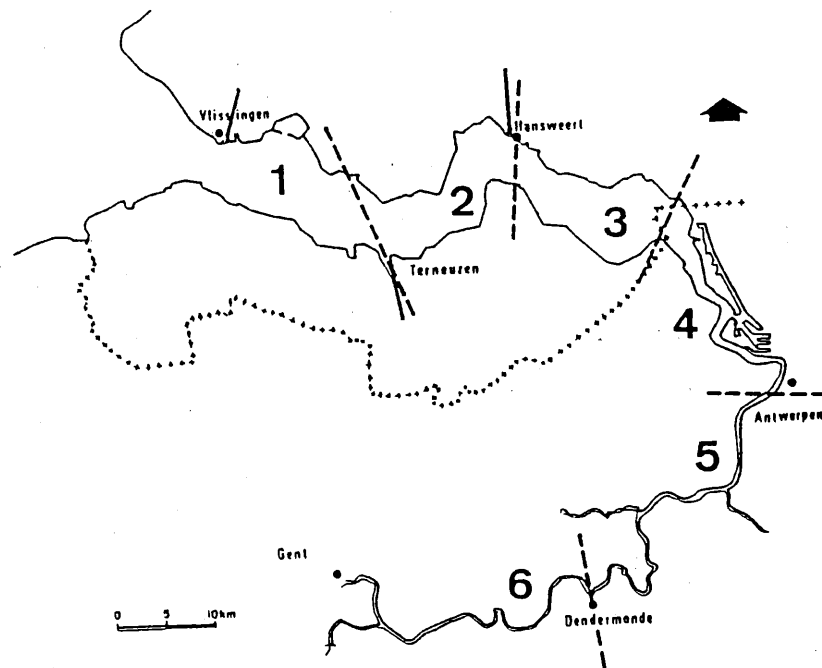 Vlissingen
Hansweert
1
2
3
Terneuzen
4
Antwerpen
5
Gent
6
0 5 10km
Dendermonde